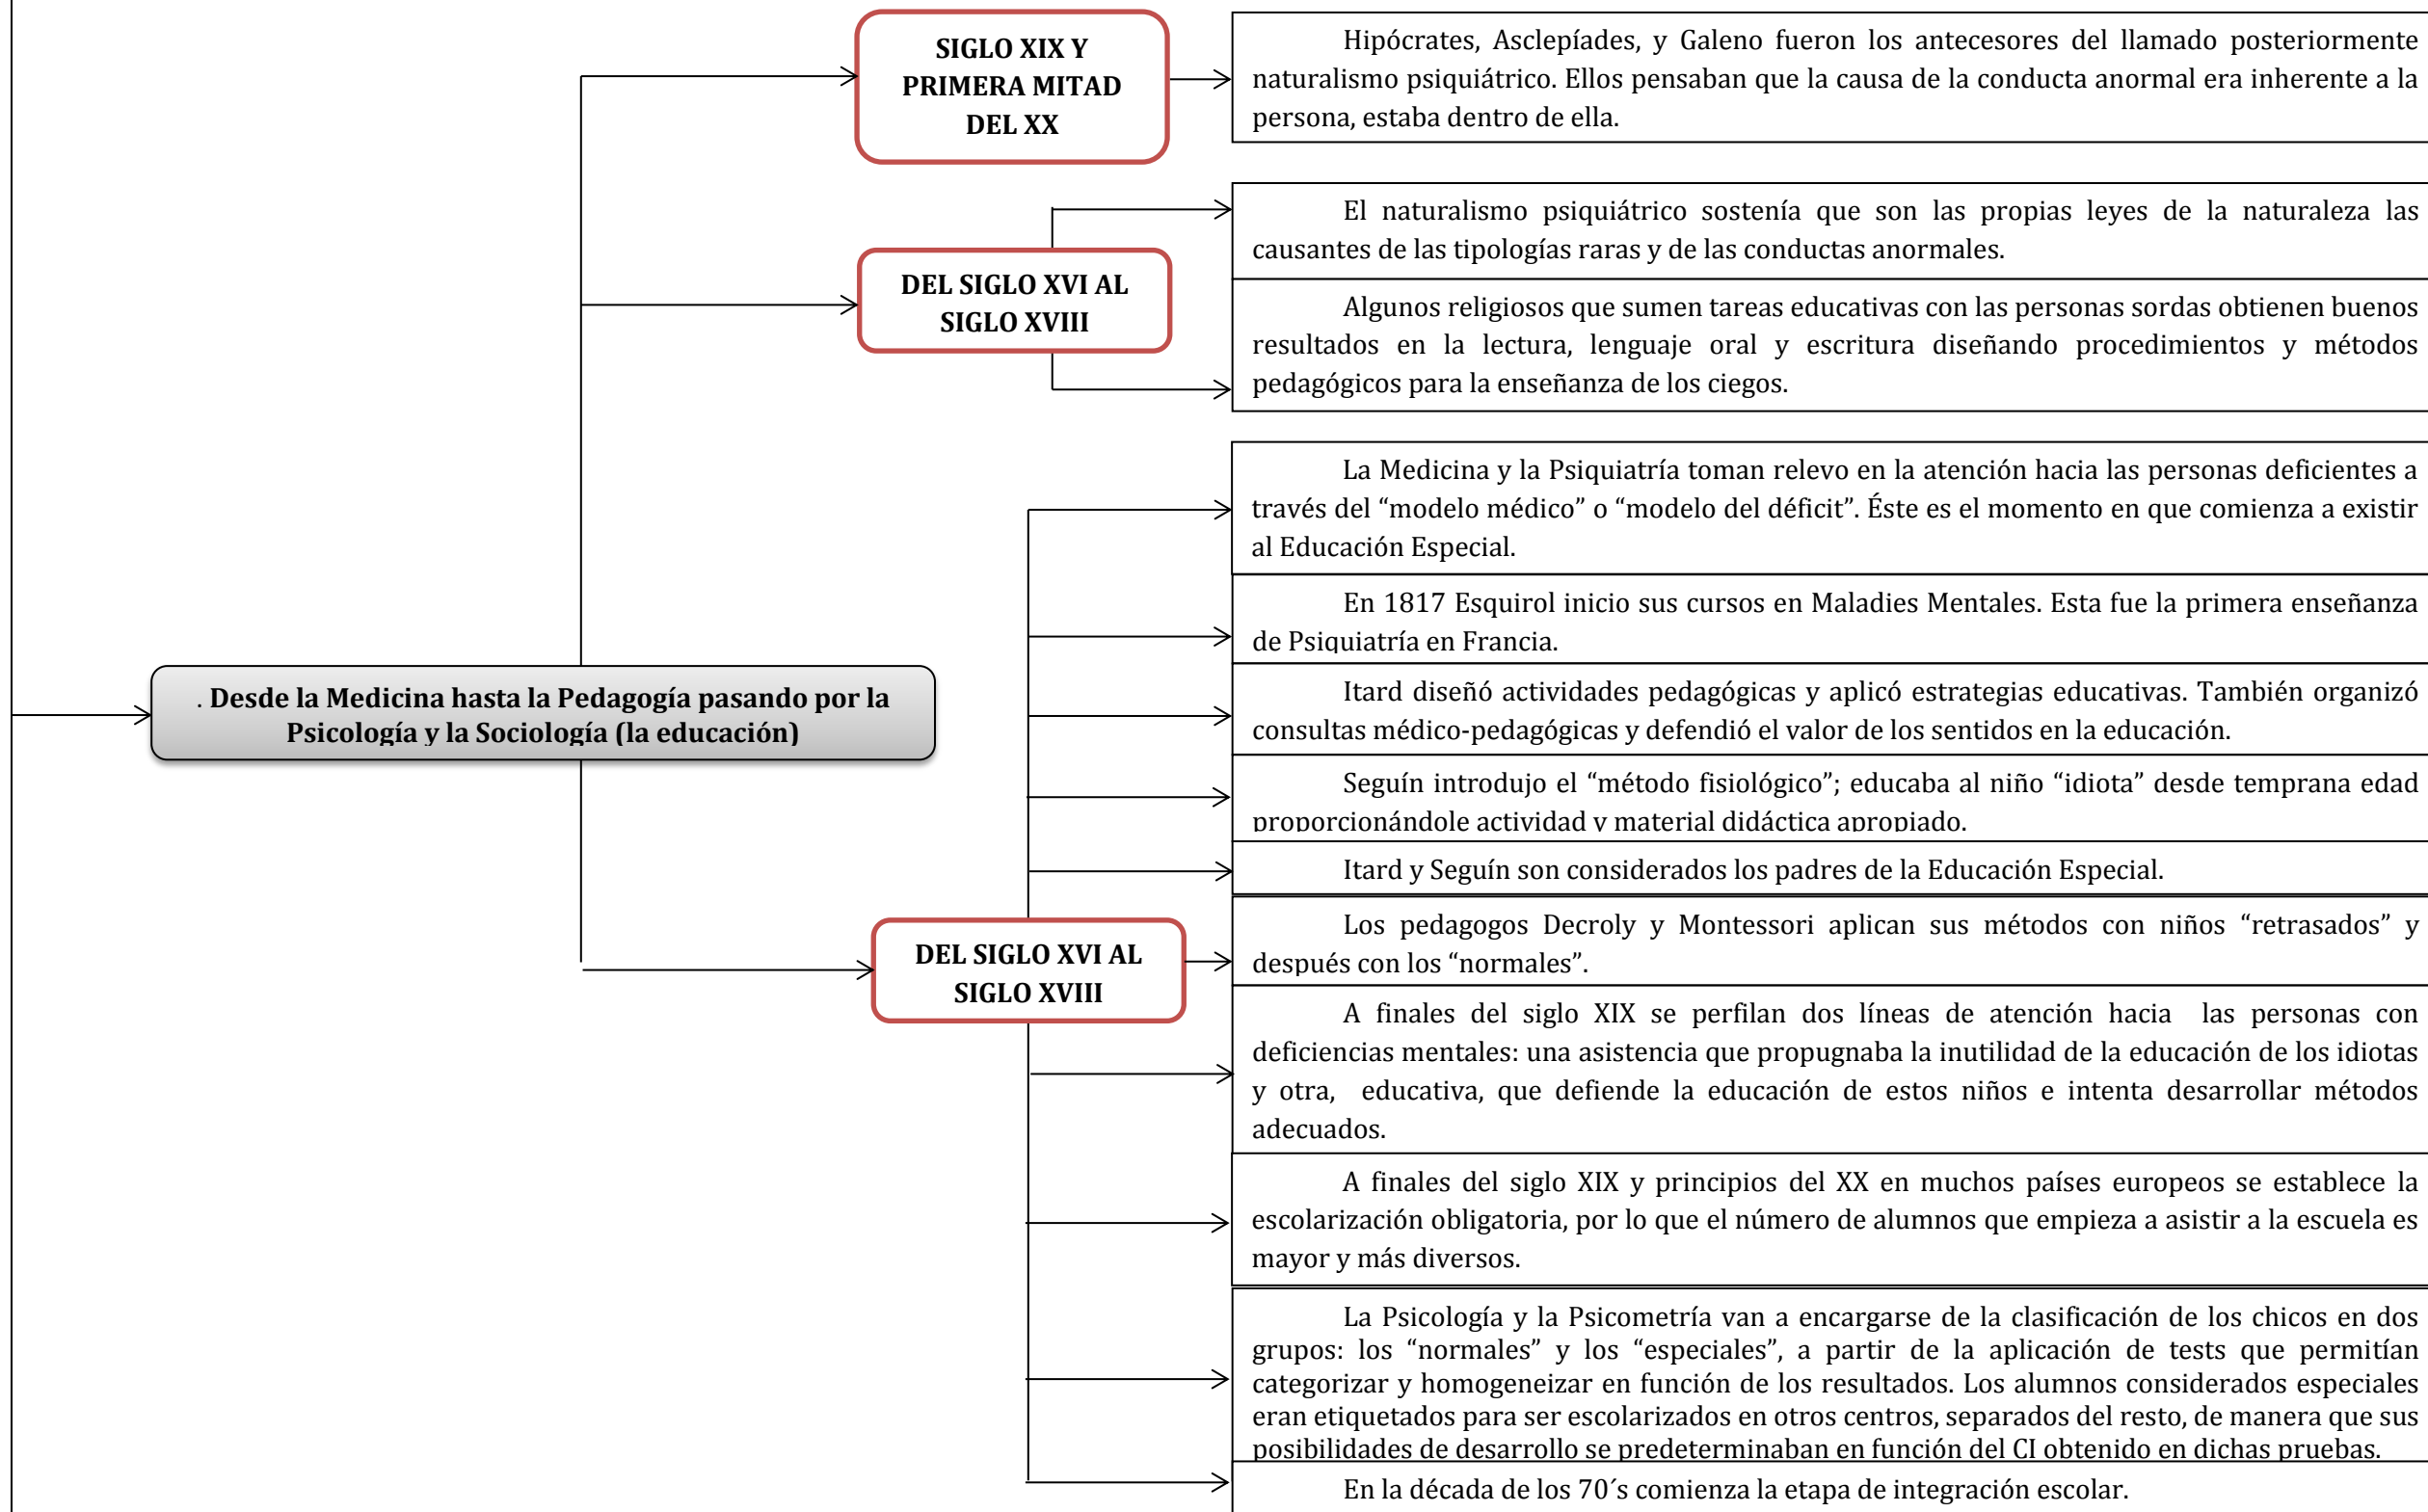 SIGLO XIX Y
PRIMERA MITAD
DEL XX
Hipócrates, Asclepíades, y Galeno fueron los antecesores del llamado posteriormente
naturalismo psiquiátrico. Ellos pensaban que la causa de la conducta anormal era inherente a la
persona, estaba dentro de ella.
DEL SIGLO XVI AL
SIGLO XVIII
El naturalismo psiquiátrico sostenía que son las propias leyes de la naturaleza las
causantes de las tipologías raras y de las conductas anormales.
Algunos religiosos que sumen tareas educativas con las personas sordas obtienen buenos
resultados en la lectura, lenguaje oral y escritura diseñando procedimientos y métodos
pedagógicos para la enseñanza de los ciegos.
. Desde la Medicina hasta la Pedagogía pasando por la
Psicología y la Sociología (la educación)
DEL SIGLO XVI AL
SIGLO XVIII
La Medicina y la Psiquiatría toman relevo en la atención hacia las personas deficientes a
través del “modelo médico” o “modelo del déficit”. Éste es el momento en que comienza a existir
al Educación Especial.
En 1817 Esquirol inicio sus cursos en Maladies Mentales. Esta fue la primera enseñanza
de Psiquiatría en Francia.
Itard diseñó actividades pedagógicas y aplicó estrategias educativas. También organizó
consultas médico-pedagógicas y defendió el valor de los sentidos en la educación.
Seguín introdujo el “método fisiológico”; educaba al niño “idiota” desde temprana edad
proporcionándole actividad y material didáctica apropiado.
Itard y Seguín son considerados los padres de la Educación Especial.
Los pedagogos Decroly y Montessori aplican sus métodos con niños “retrasados” y
después con los “normales”.
A finales del siglo XIX se perfilan dos líneas de atención hacia las personas con
deficiencias mentales: una asistencia que propugnaba la inutilidad de la educación de los idiotas
y otra, educativa, que defiende la educación de estos niños e intenta desarrollar métodos
adecuados.
A finales del siglo XIX y principios del XX en muchos países europeos se establece la
escolarización obligatoria, por lo que el número de alumnos que empieza a asistir a la escuela es
mayor y más diversos.
La Psicología y la Psicometría van a encargarse de la clasificación de los chicos en dos
grupos: los “normales” y los “especiales”, a partir de la aplicación de tests que permitían
categorizar y homogeneizar en función de los resultados. Los alumnos considerados especiales
eran etiquetados para ser escolarizados en otros centros, separados del resto, de manera que sus
posibilidades de desarrollo se predeterminaban en función del CI obtenido en dichas pruebas.
En la década de los 70´s comienza la etapa de integración escolar.